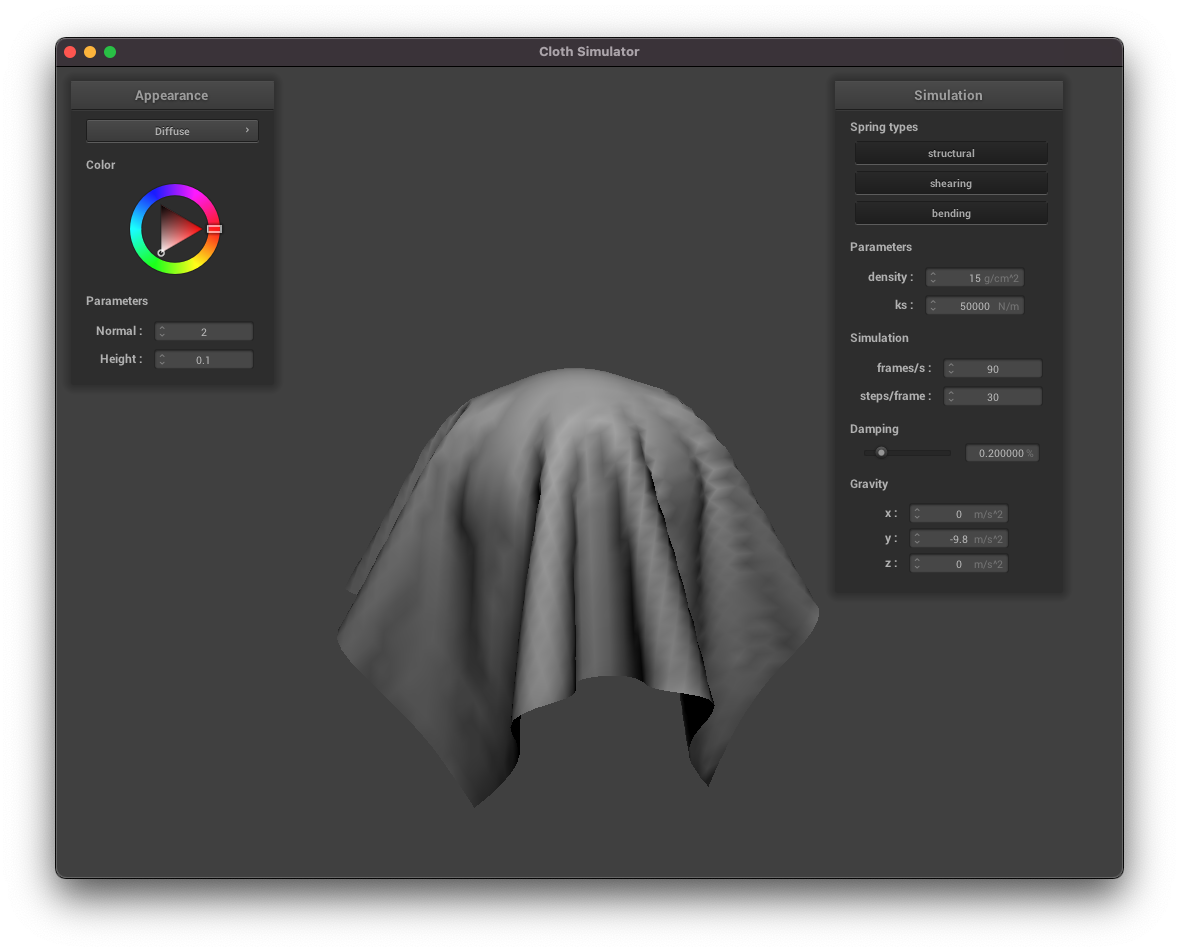 Cloth Simulator
Appearance
Diffuse ›
Color
Parameters
Normal : 2
Height : 0.1
Simulation
Spring types
structural
shearing
bending
Parameters
density : 15 g/cm^2
ks : 50000 N/m
Simulation
frames/s : 90
steps/frame : 30
Damping
0.200000 %
Gravity
x : 0 m/s^2
y : -9.8 m/s^2
z : 0 m/s^2